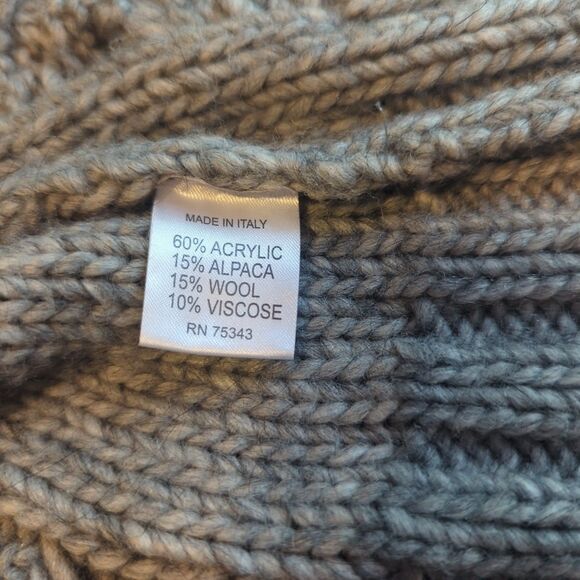 MADE IN ITALY
60% ACRYLIC
15% ALPACA
15% WOOL
10% VISCOSE
RN 75343